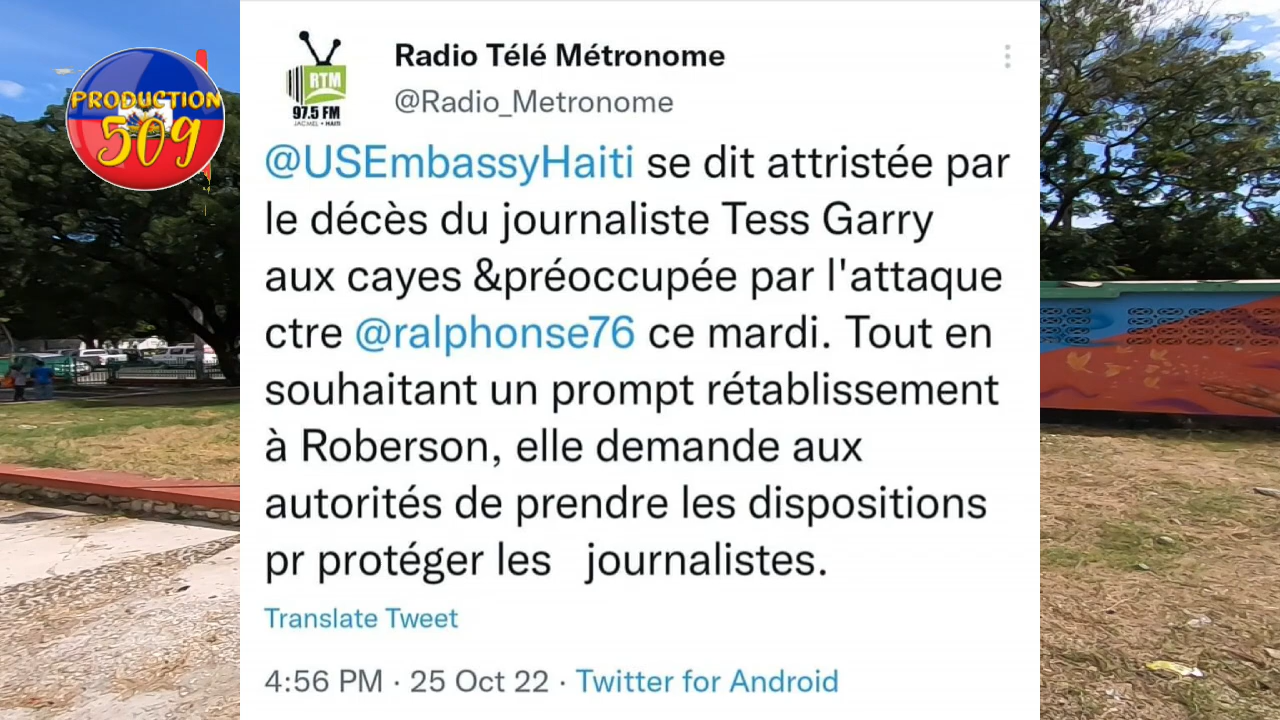 PRODUCTION
509
RTM
97.5 FM
JACMEL • HAITI
Radio Télé Métronome
@Radio_Metronome
@USEmbassyHaiti se dit attristée par
le décès du journaliste Tess Garry
aux cayes &préoccupée par l'attaque
ctre @ralphonse76 ce mardi. Tout en
souhaitant un prompt rétablissement
à Roberson, elle demande aux
autorités de prendre les dispositions
pr protéger les journalistes.
Translate Tweet
4:56 PM · 25 Oct 22 · Twitter for Android